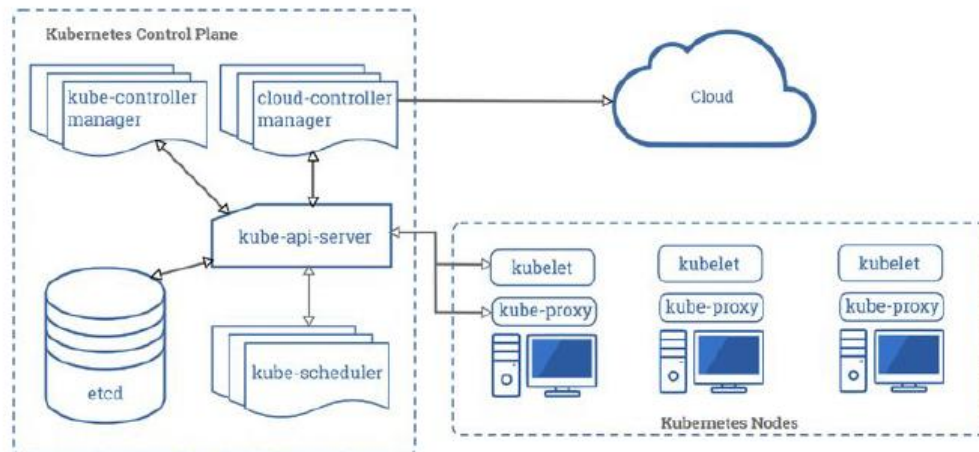 Kubernetes Control Plane
kube-controller
manager
cloud-controller
manager
Cloud
kube-api-server
kubelet
kubelet
kubelet
kube-proxy
kube-proxy
kube-proxy
etcd
kube-scheduler
Kubernetes Nodes